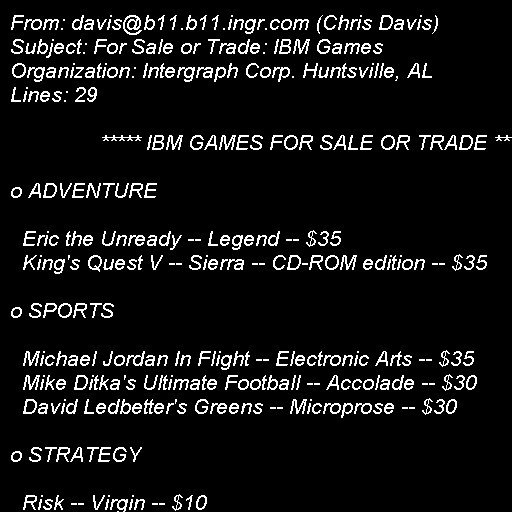 From: davis@b11.b11.ingr.com (Chris Davis)
Subject: For Sale or Trade: IBM Games
Organization: Intergraph Corp. Huntsville, AL
Lines: 29
***** IBM GAMES FOR SALE OR TRADE **
o ADVENTURE
Eric the Unready -- Legend -- $35
King's Quest V -- Sierra -- CD-ROM edition -- $35
o SPORTS
Michael Jordan In Flight -- Electronic Arts -- $35
Mike Ditka's Ultimate Football -- Accolade -- $30
David Ledbetter's Greens -- Microprose -- $30
o STRATEGY
Risk -- Virgin -- $10